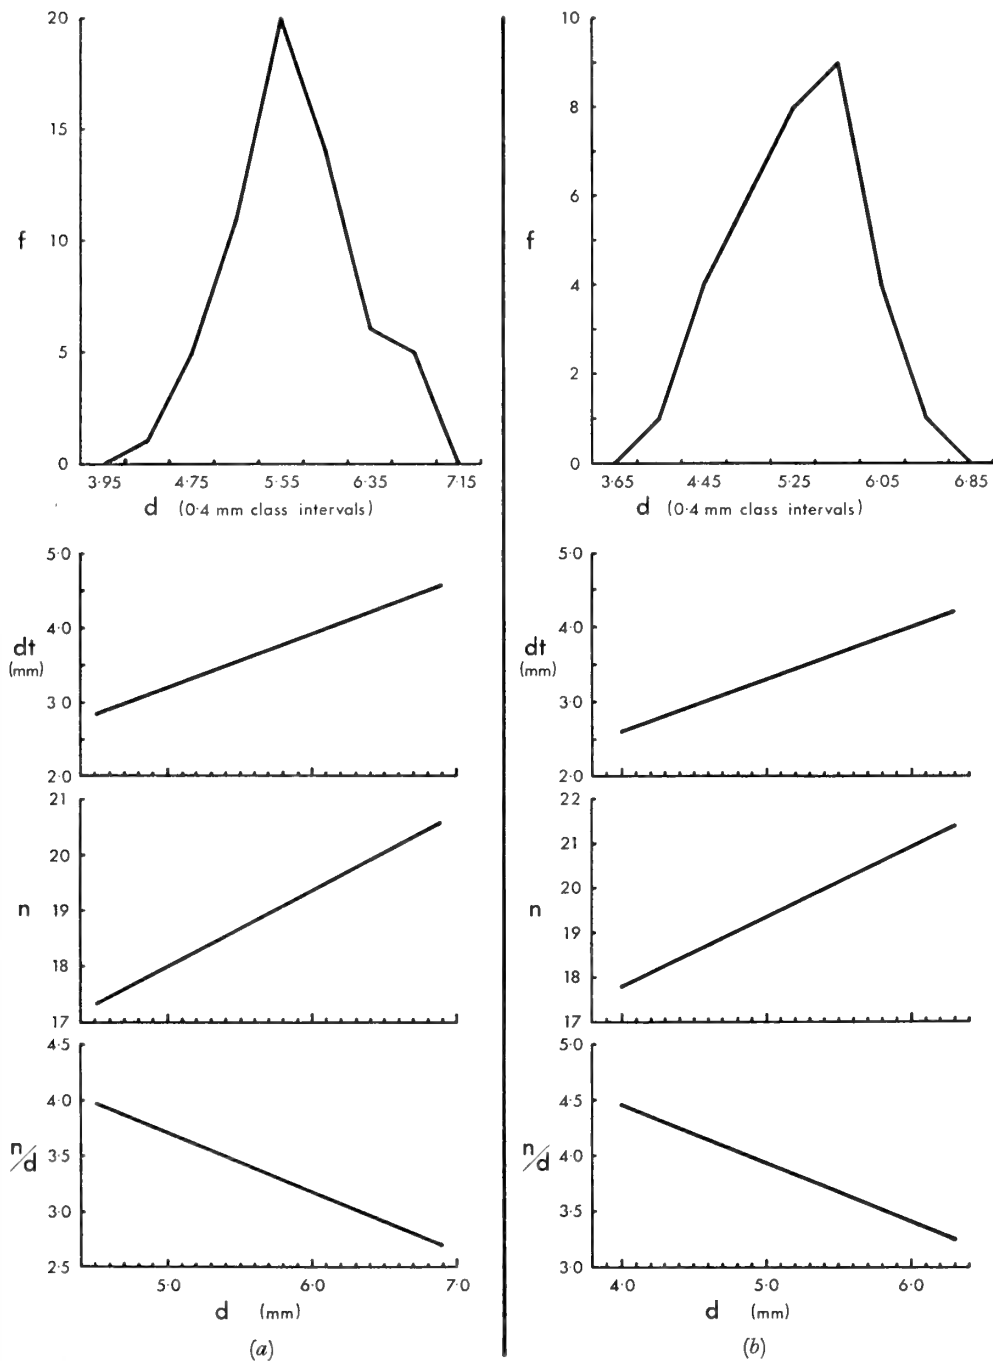 20
15
f
10
5
0
3·95 4·75 5·55 6·35 7·15
d (0·4 mm class intervals)
5·0
4·0
dt
(mm)
3·0
2·0
21
20
n 19
18
17
4·5
4·0
n/d 3·5
3·0
2·5
5·0 6·0 7·0
d (mm)
(a)
10
8
6
f
4
2
0
3·65 4·45 5·25 6·05 6·85
d (0·4 mm class intervals)
5·0
4·0
dt
(mm)
3·0
2·0
22
21
20
n
19
18
17
5·0
4·5
n/d 4·0
3·5
3·0
4·0 5·0 6·0
d (mm)
(b)